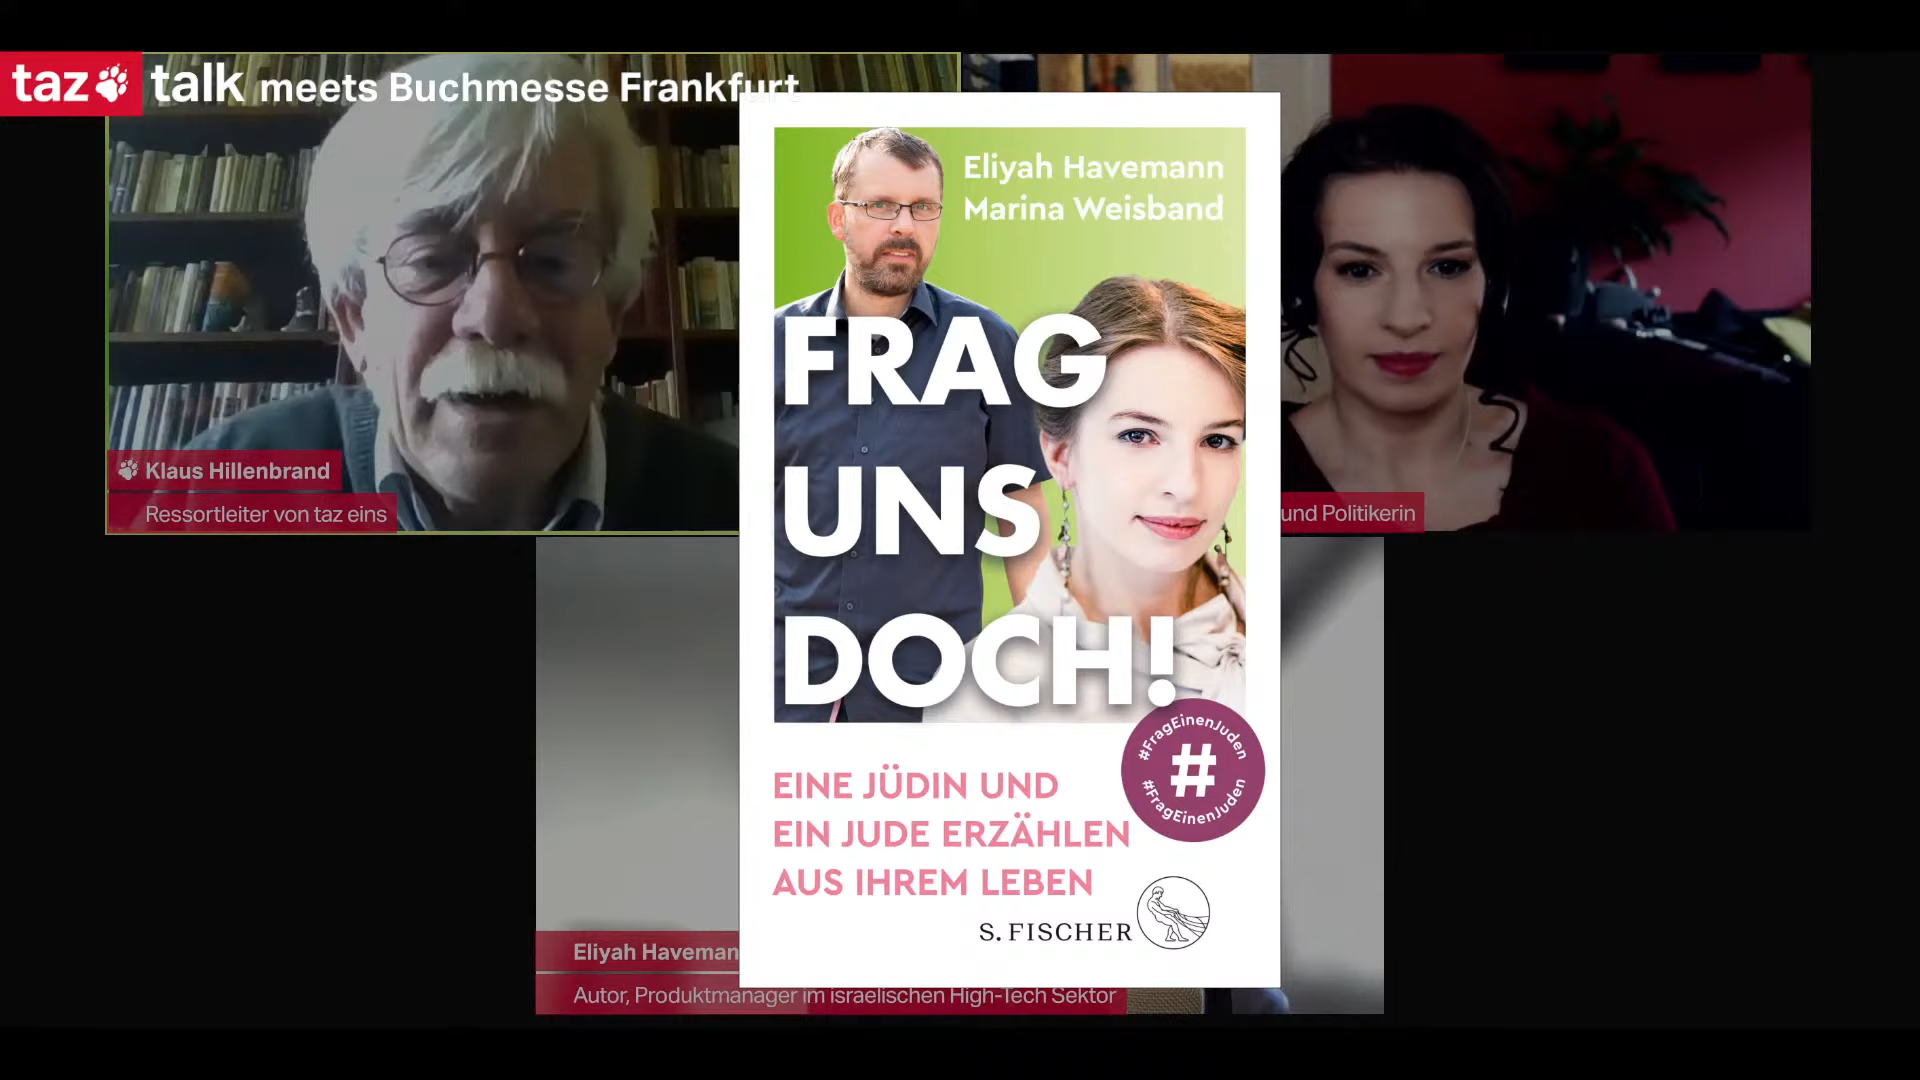 taz talk meets Buchmesse Frankfurt
Eliyah Havemann
Marina Weisband
FRAG
UNS
DOCH!
#FragEinenJuden
#
#FragEinenJuden
EINE JÜDIN UND
EIN JUDE ERZÄHLEN
AUS IHREM LEBEN
S. FISCHER
Klaus Hillenbrand
Ressortleiter von taz eins
und Politikerin
Eliyah Haveman
Autor, Produktmanager im israelischen High-Tech Sektor